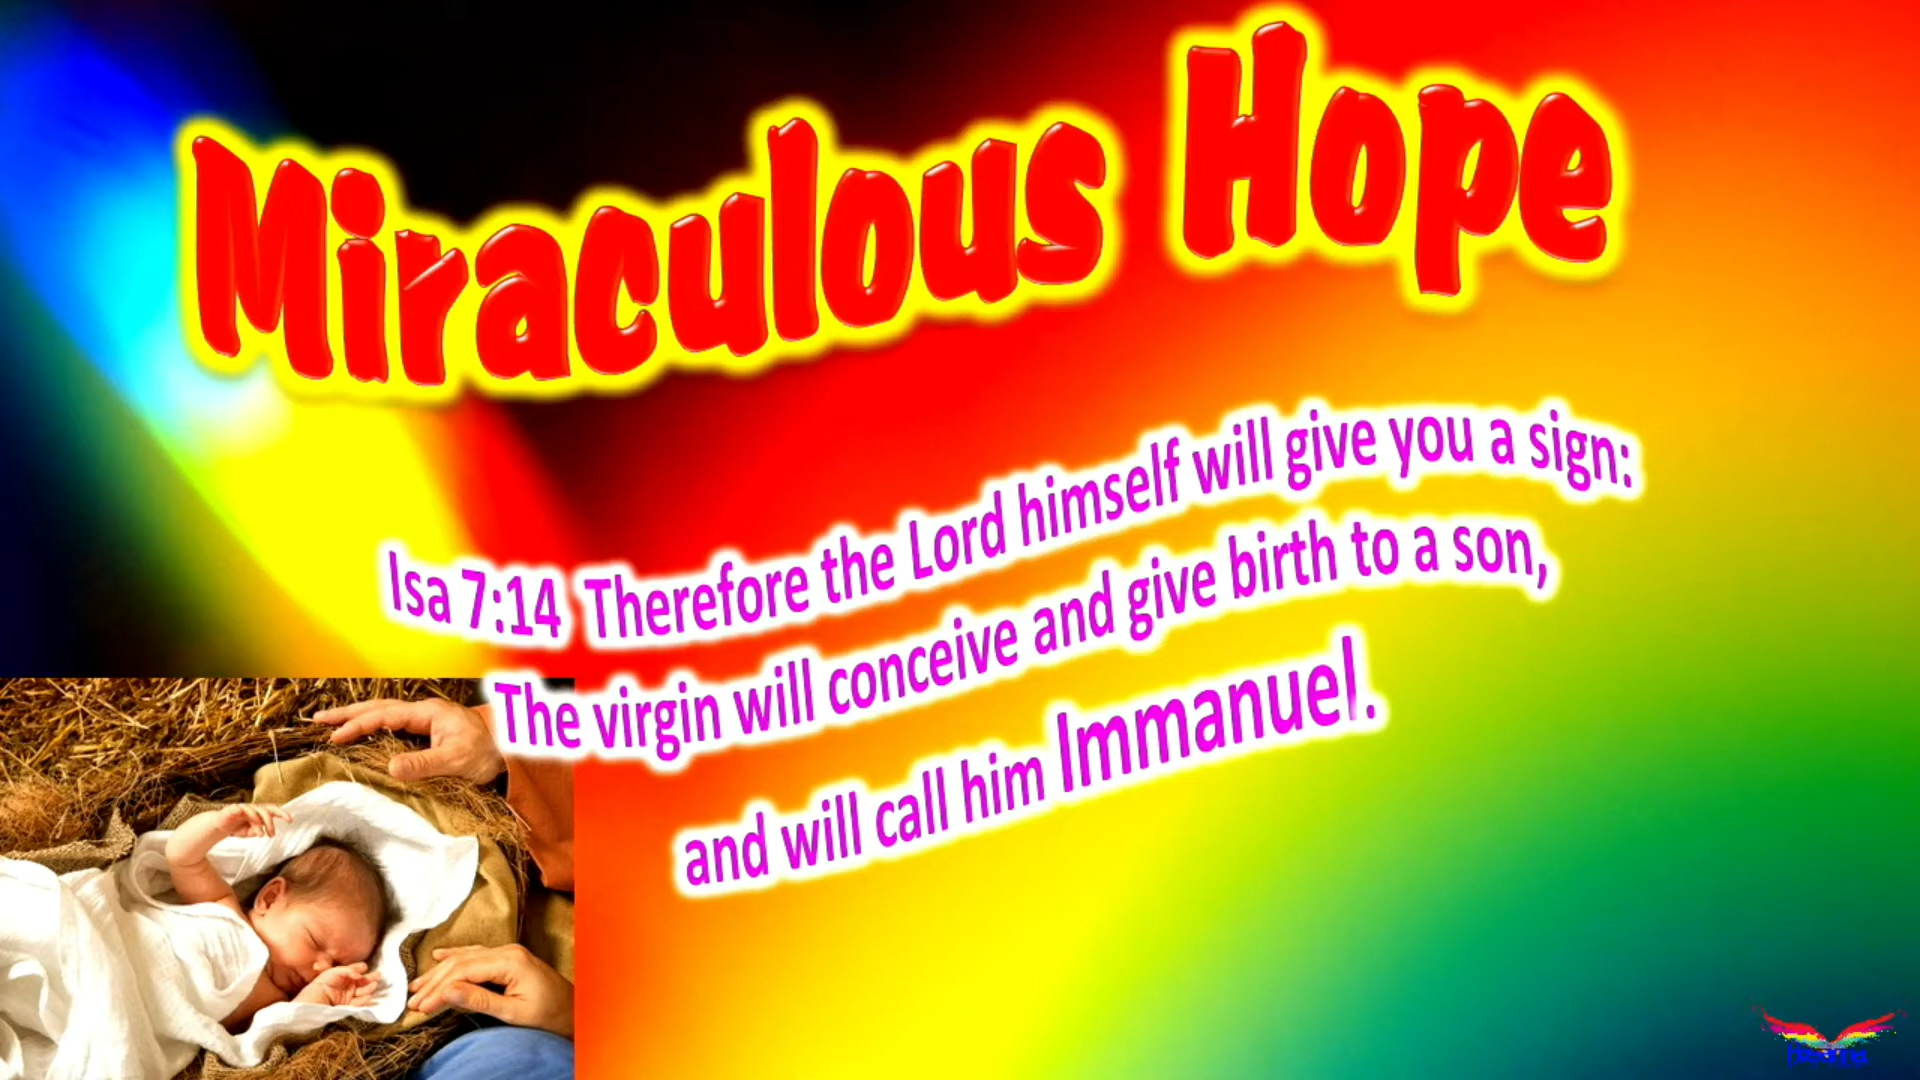 Miraculous Hope
Isa 7:14 Therefore the Lord himself will give you a sign:
The virgin will conceive and give birth to a son,
and will call him Immanuel.